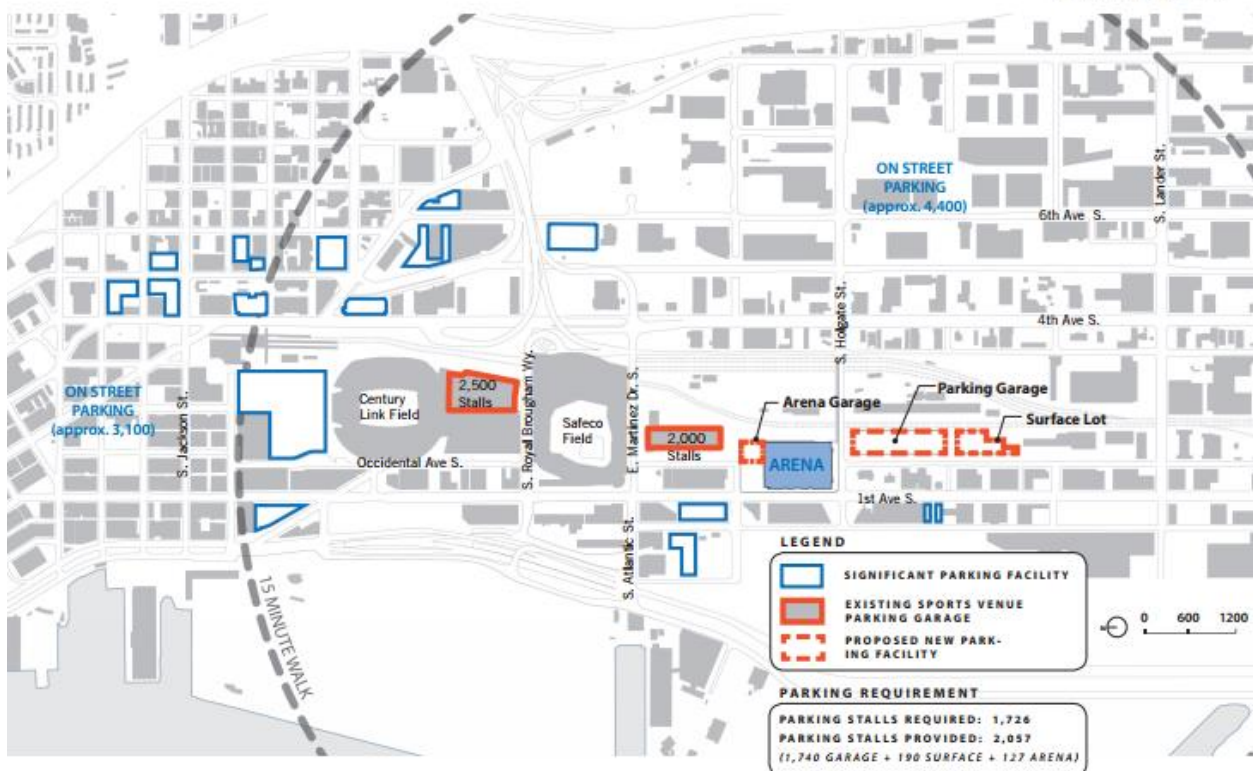 ON STREET
PARKING
(approx. 4,400)
S. Lander St.
6th Ave S.
S. Holgate St.
4th Ave S.
ON STREET
PARKING
(approx. 3,100)
S. Jackson St.
Century
Link Field
2,500
Stalls
S. Royal Brougham Wy.
Safeco
Field
E. Martinez Dr. S.
2,000
Stalls
Arena Garage
Parking Garage
Surface Lot
ARENA
Occidental Ave S.
1st Ave S.
S. Atlantic St.
15 MINUTE WALK
LEGEND
SIGNIFICANT PARKING FACILITY
EXISTING SPORTS VENUE
PARKING GARAGE
PROPOSED NEW PARK-
ING FACILITY
0 600 1200
PARKING REQUIREMENT
PARKING STALLS REQUIRED: 1,726
PARKING STALLS PROVIDED: 2,057
(1,740 GARAGE + 190 SURFACE + 127 ARENA)